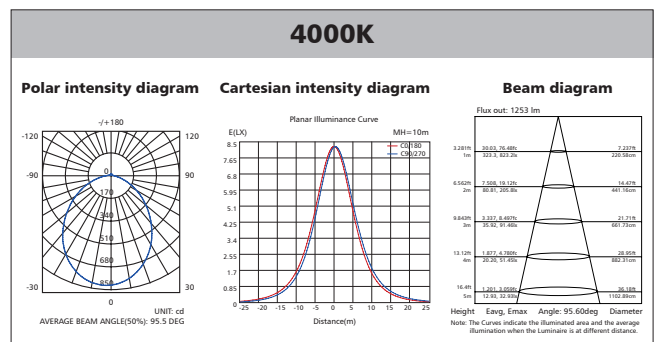 4000K
Polar intensity diagram
Cartesian intensity diagram
Beam diagram
-/+180
-120
120
-90
90
0
170
340
510
680
850
-30
30
0
UNIT: cd
AVERAGE BEAM ANGLE(50%): 95.5 DEG
Planar Illuminance Curve
E(LX)
MH=10m
C0/180
C90/270
8.5
7.65
6.8
5.95
5.1
4.25
3.4
2.55
1.7
0.85
0
-25 -20 -15 -10 -5 0 5 10 15 20 25
Distance(m)
Flux out: 1253 lm
3.281ft 30.03, 76.48fc 7.237ft
1m 323.3, 823.2lx 220.58cm
6.562ft 7.508, 19.12fc 14.47ft
2m 80.81, 205.8lx 441.16cm
9.843ft 3.337, 8.497fc 21.71ft
3m 35.92, 91.46lx 661.73cm
13.12ft 1.877, 4.780fc 28.95ft
4m 20.20, 51.45lx 882.31cm
16.4ft 1.201, 3.059fc 36.18ft
5m 12.93, 32.93lx 1102.89cm
Height Eavg, Emax Angle: 95.60deg Diameter
Note: The Curves indicate the illuminated area and the average
illumination when the Luminaire is at different distance.